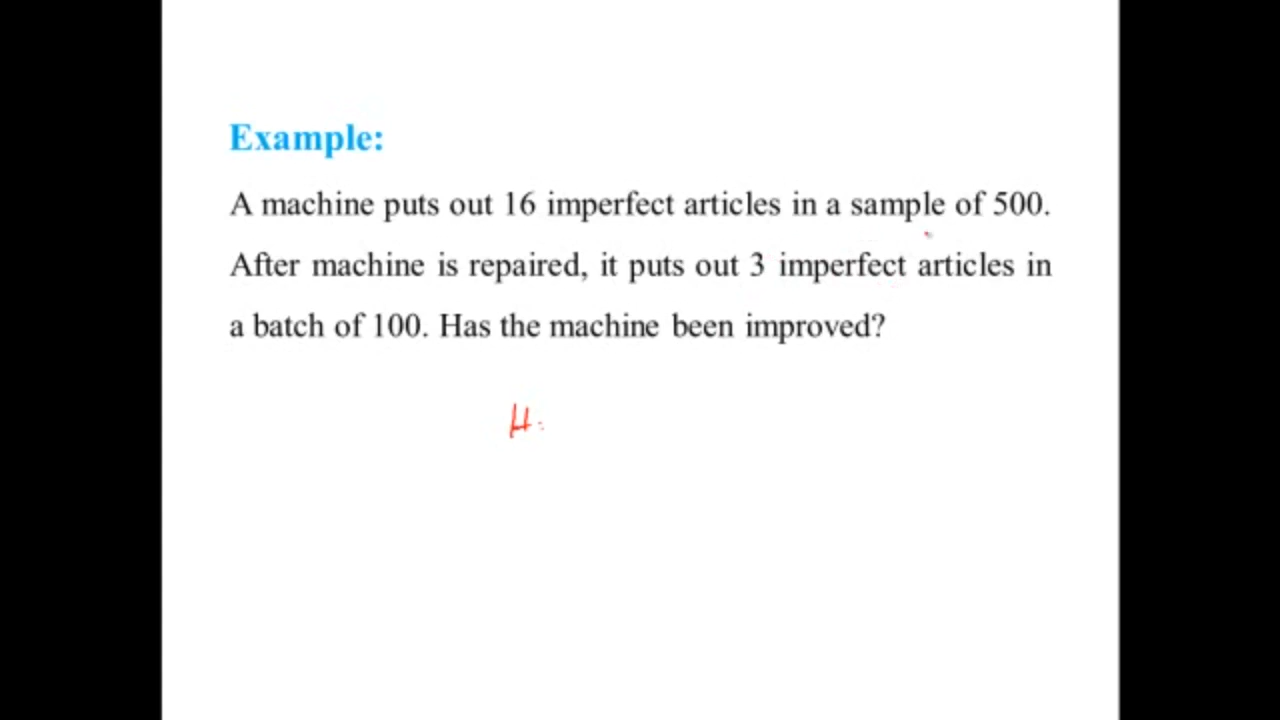 Example:
A machine puts out 16 imperfect articles in a sample of 500.
After machine is repaired, it puts out 3 imperfect articles in
a batch of 100. Has the machine been improved?
H.